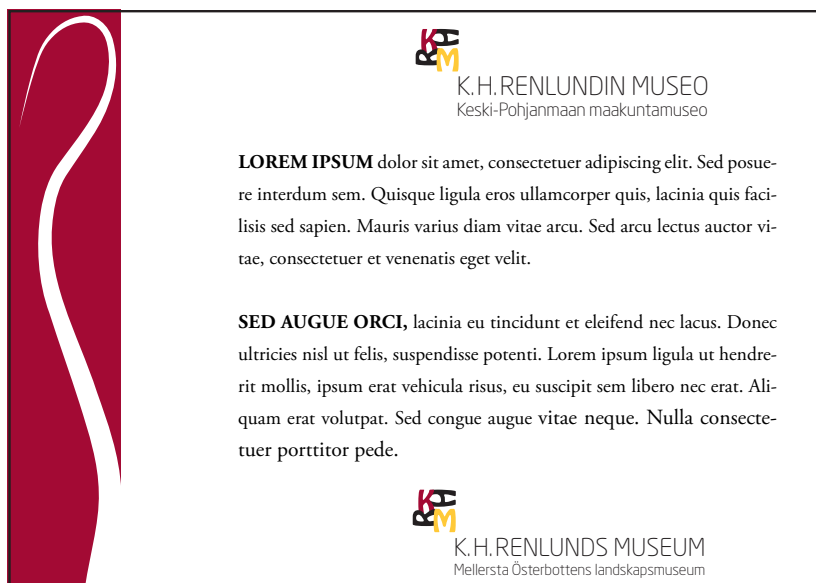 RKHM
K.H.RENLUNDIN MUSEO
Keski-Pohjanmaan maakuntamuseo
LOREM IPSUM dolor sit amet, consectetuer adipiscing elit. Sed posue-
re interdum sem. Quisque ligula eros ullamcorper quis, lacinia quis faci-
lisis sed sapien. Mauris varius diam vitae arcu. Sed arcu lectus auctor vi-
tae, consectetuer et venenatis eget velit.
SED AUGUE ORCI, lacinia eu tincidunt et eleifend nec lacus. Donec
ultricies nisl ut felis, suspendisse potenti. Lorem ipsum ligula ut hendre-
rit mollis, ipsum erat vehicula risus, eu suscipit sem libero nec erat. Ali-
quam erat volutpat. Sed congue augue vitae neque. Nulla consecte-
tuer porttitor pede.
RKHM
K.H.RENLUNDS MUSEUM
Mellersta Österbottens landskapsmuseum